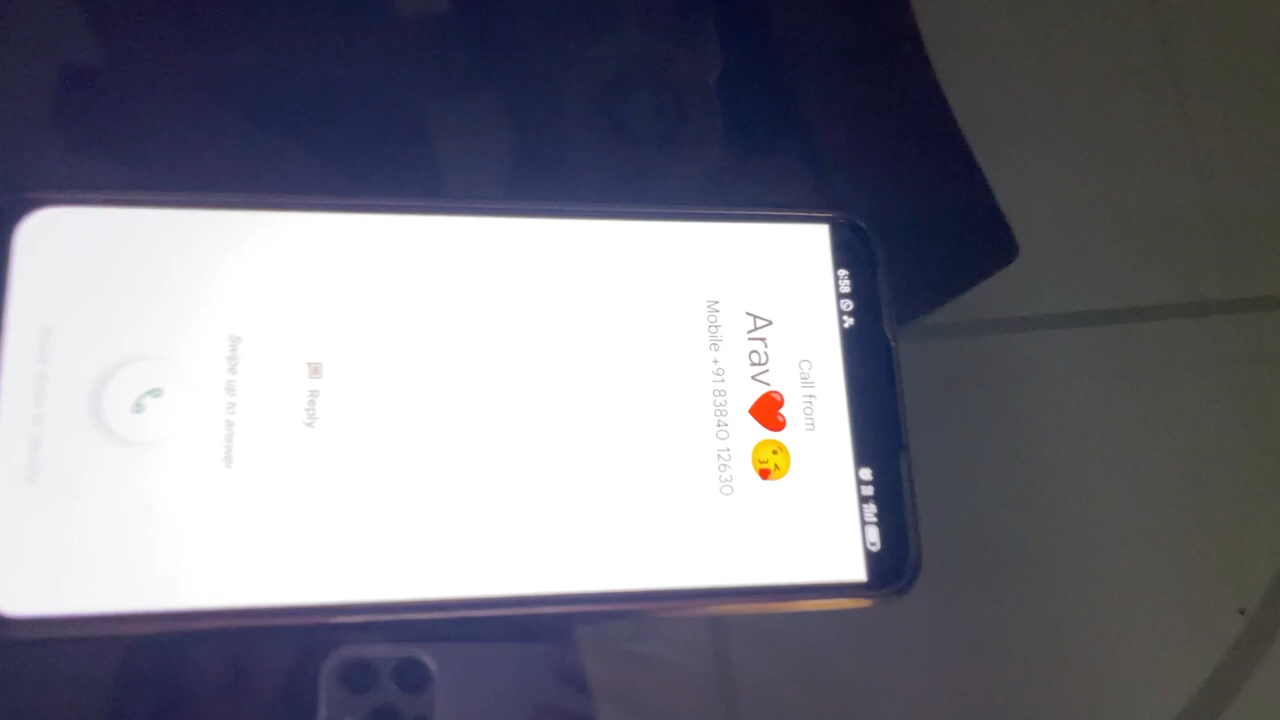 6:58
Call from
Arav❤️😘
Mobile +91 83840 12630
Reply
Swipe up to answer